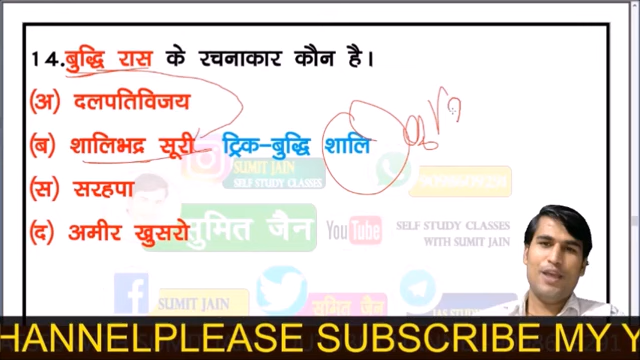 14.बुद्धि रास के रचनाकार कौन है।
(अ) दलपतिविजय
(ब) शालिभद्र सूरी ट्रिक-बुद्धि शालि
(स) सरहपा
(द) अमीर खुसरो
SUMIT JAIN
SELF STUDY CLASSES
सुमित जैन
YouTube
SELF STUDY CLASSES
WITH SUMIT JAIN
SUMIT JAIN
सुमित जैन
HANNELPLEASE SUBSCRIBE MY Y